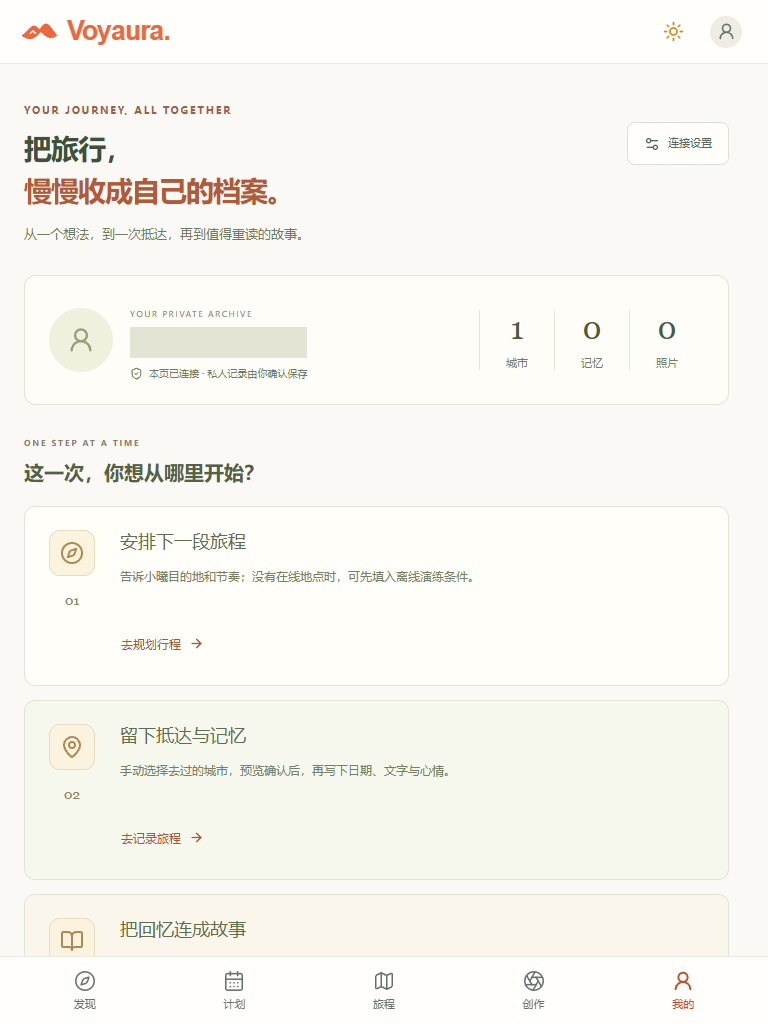 Voyaura.
YOUR JOURNEY, ALL TOGETHER
把旅行，
慢慢收成自己的档案。
连接设置
从一个想法，到一次抵达，再到值得重读的故事。
YOUR PRIVATE ARCHIVE
本页已连接 · 私人记录由你确认保存
1
城市
0
记忆
0
照片
ONE STEP AT A TIME
这一次，你想从哪里开始？
安排下一段旅程
告诉小曦目的地和节奏；没有在线地点时，可先填入离线演练条件。
01
去规划行程
留下抵达与记忆
手动选择去过的城市，预览确认后，再写下日期、文字与心情。
02
去记录旅程
把回忆连成故事
发现
计划
旅程
创作
我的